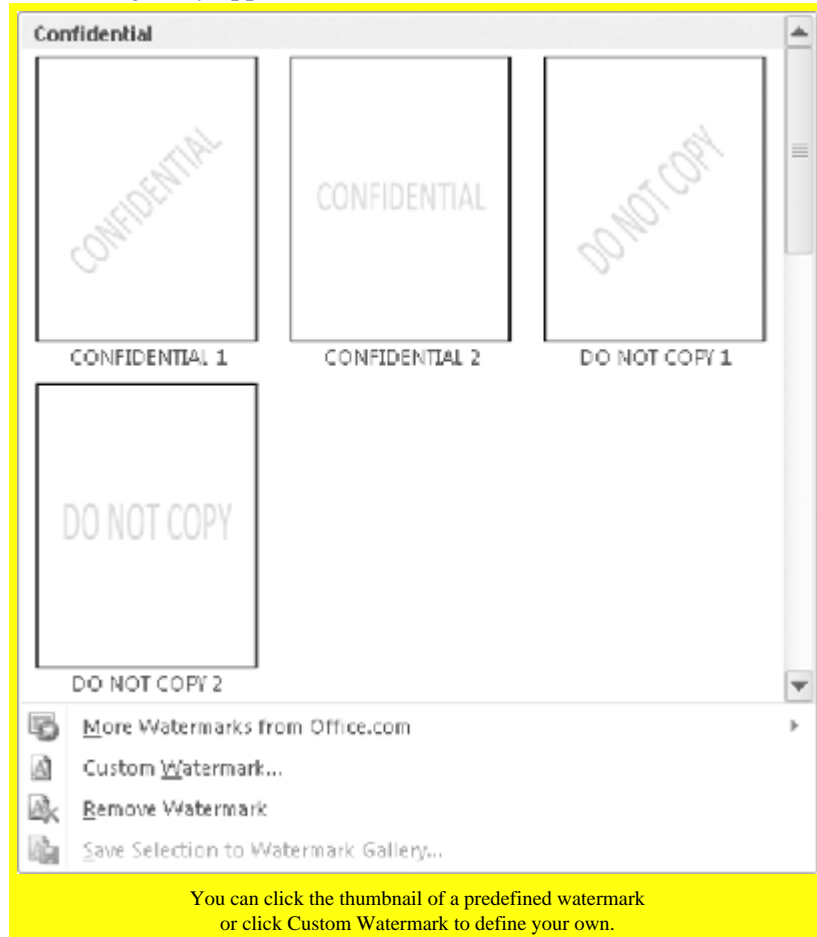 Confidential
CONFIDENTIAL
CONFIDENTIAL
DO NOT COPY
CONFIDENTIAL 1
CONFIDENTIAL 2
DO NOT COPY 1
DO NOT COPY
DO NOT COPY 2
More Watermarks from Office.com
Custom Watermark...
Remove Watermark
Save Selection to Watermark Gallery...
You can click the thumbnail of a predefined watermark
or click Custom Watermark to define your own.